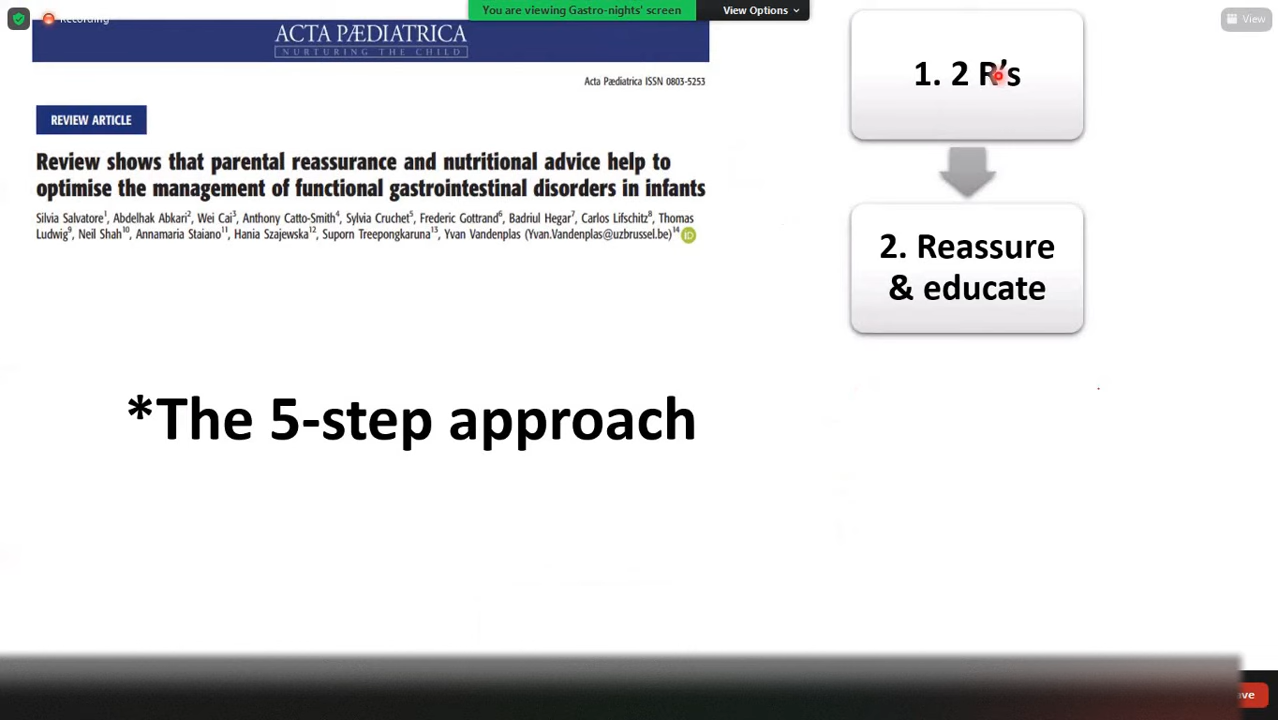 Recording
You are viewing Gastro-nights' screen
View Options
View
ACTA PÆDIATRICA
NURTURING THE CHILD
Acta Pædiatrica ISSN 0803-5253
REVIEW ARTICLE
Review shows that parental reassurance and nutritional advice help to
optimise the management of functional gastrointestinal disorders in infants
Silvia Salvatore1, Abdelhak Abkari2, Wei Cai3, Anthony Catto-Smith4, Sylvia Cruchet5, Frederic Gottrand6, Badriul Hegar7, Carlos Lifschitz8, Thomas
Ludwig9, Neil Shah10, Annamaria Staiano11, Hania Szajewska12, Suporn Treepongkaruna13, Yvan Vandenplas (Yvan.Vandenplas@uzbrussel.be)14
iD
1. 2 R's
2. Reassure
& educate
*The 5-step approach